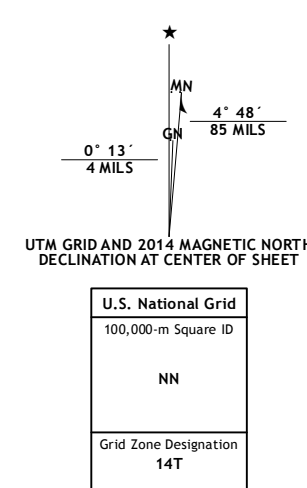 ★
MN
GN
4° 48´
85 MILS
0° 13´
4 MILS
UTM GRID AND 2014 MAGNETIC NORTH
DECLINATION AT CENTER OF SHEET
U.S. National Grid
100,000-m Square ID
NN
Grid Zone Designation
14T